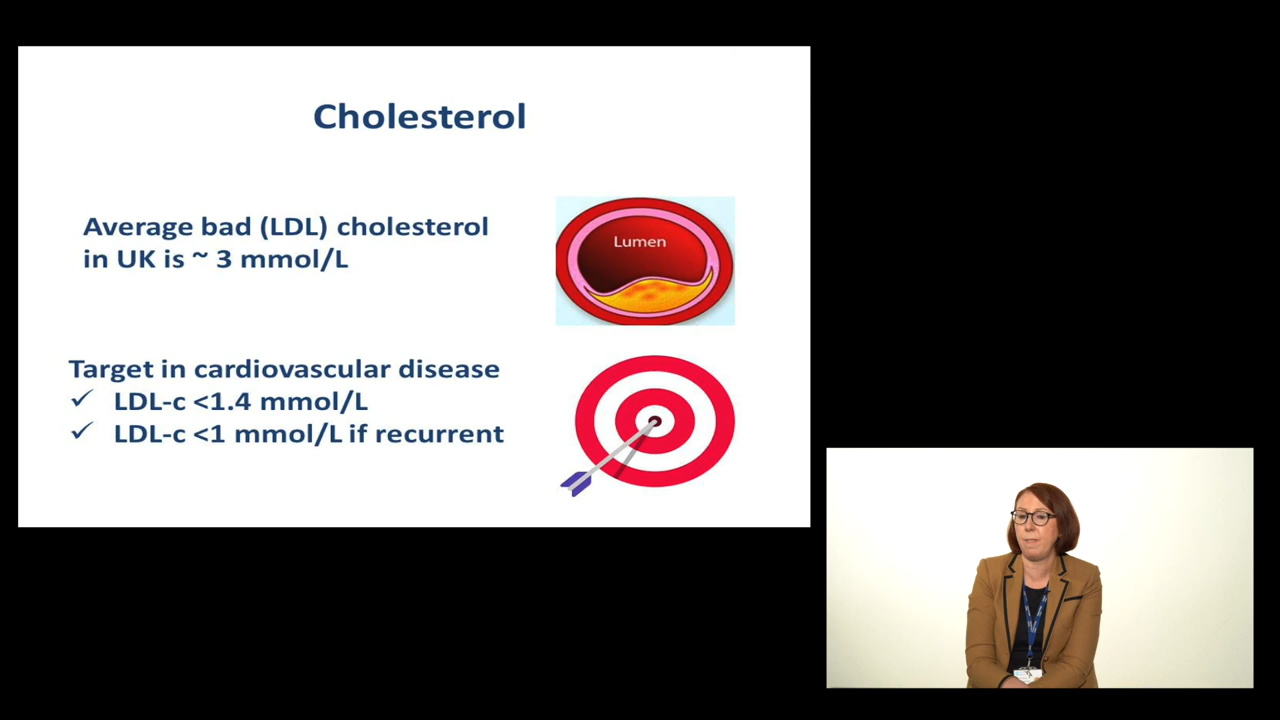 Cholesterol
Average bad (LDL) cholesterol
in UK is ~ 3 mmol/L
Lumen
Target in cardiovascular disease
✓ LDL-c <1.4 mmol/L
✓ LDL-c <1 mmol/L if recurrent